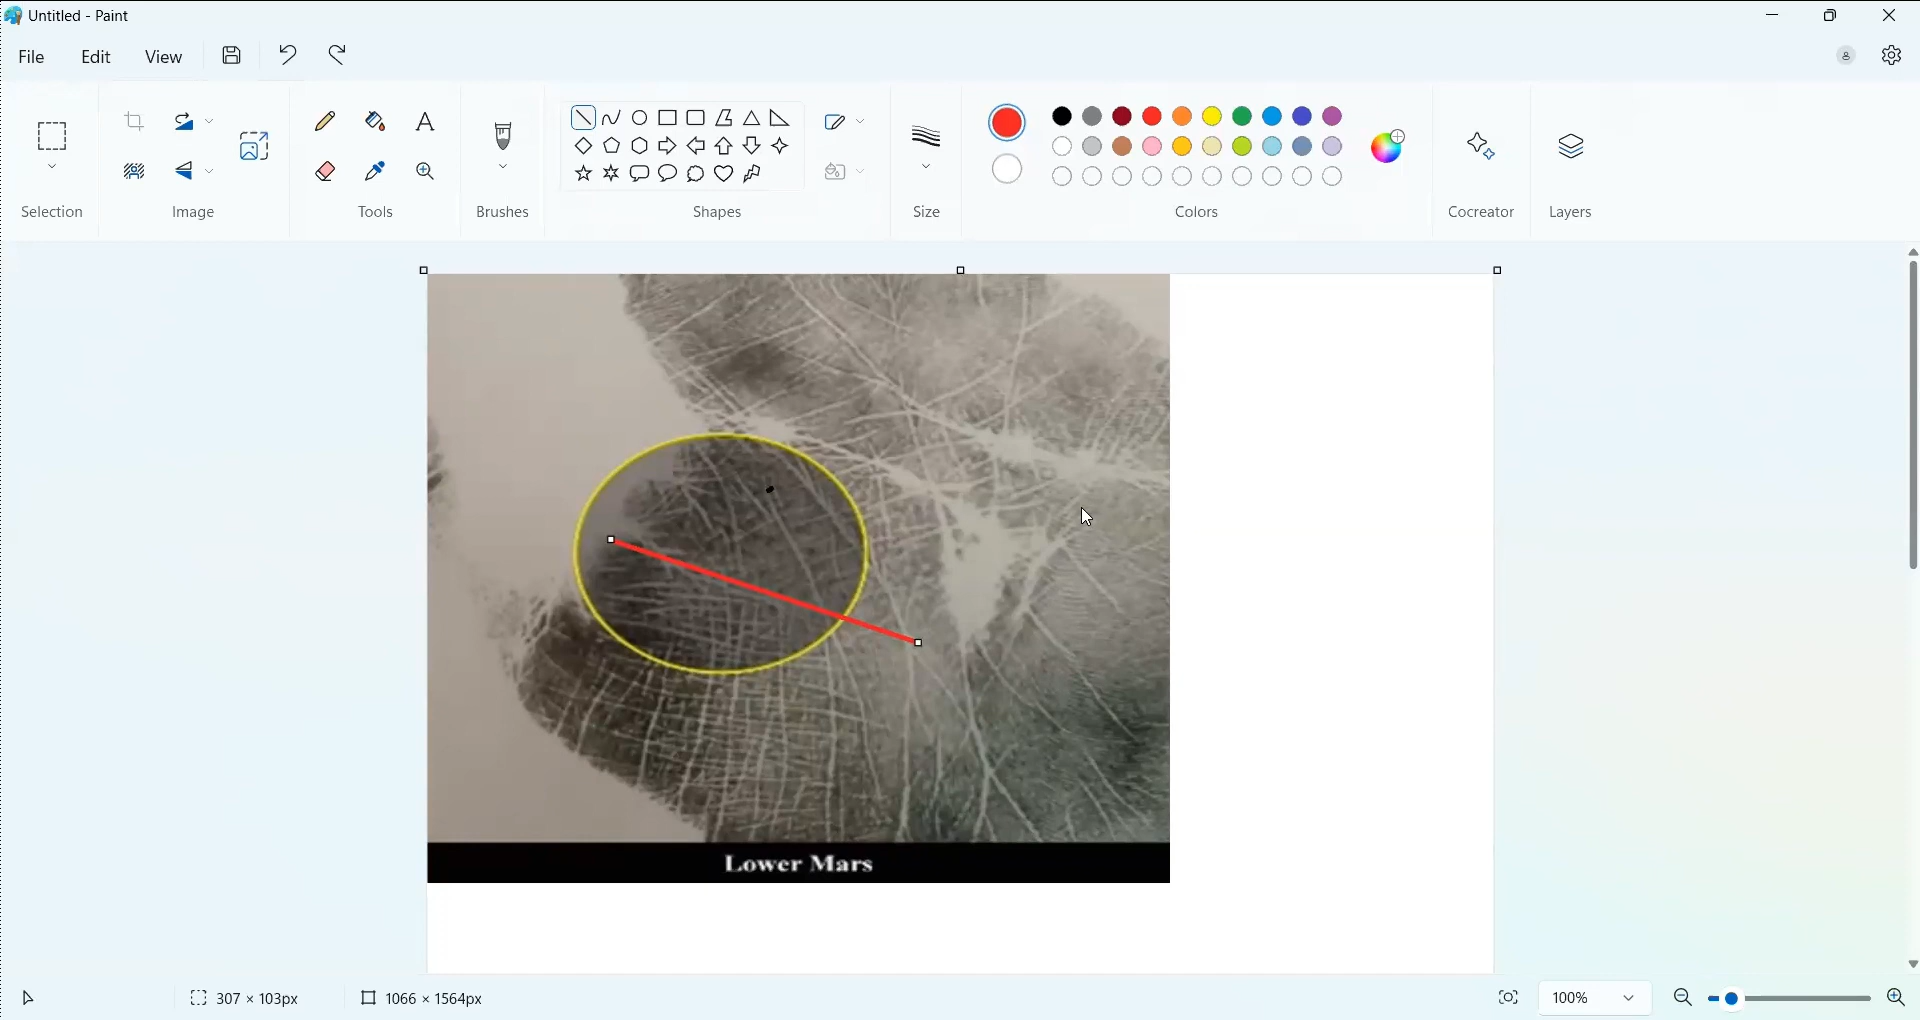 Untitled - Paint
File Edit View
Selection Image Tools Brushes Shapes Size Colors Cocreator Layers
Lower Mars
307 × 103px 1066 × 1564px 100%